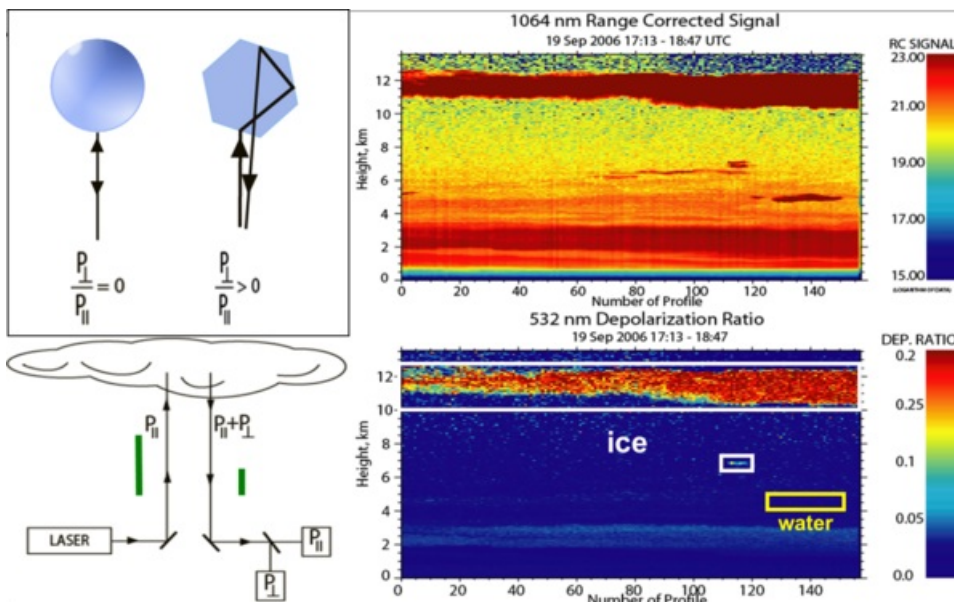 P⊥
P||
= 0
P⊥
P||
> 0
P||
P||+P⊥
LASER
P||
P⊥
1064 nm Range Corrected Signal
19 Sep 2006 17:13 - 18:47 UTC
RC SIGNAL
Height, km
12
10
8
6
4
2
0
0 20 40 60 80 100 120 140
Number of Profile
23.00
21.00
19.00
17.00
15.00
(LOGARITHM OF DATA)
532 nm Depolarization Ratio
19 Sep 2006 17:13 - 18:47
DEP. RATIO
Height, km
12
10
8
6
4
2
0
ice
water
0 20 40 60 80 100 120 140
Number of Profile
0.2
0.25
0.1
0.05
0.0